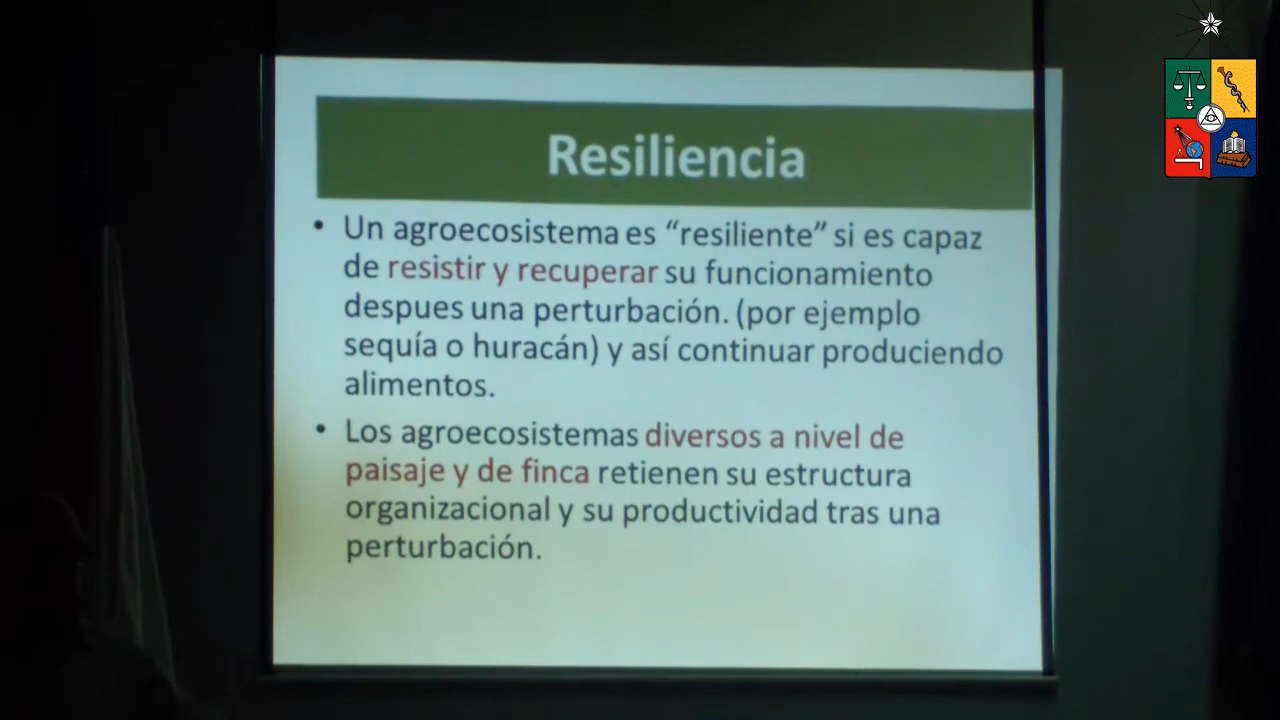 Resiliencia
• Un agroecosistema es “resiliente” si es capaz
de resistir y recuperar su funcionamiento
despues una perturbación. (por ejemplo
sequía o huracán) y así continuar produciendo
alimentos.
• Los agroecosistemas diversos a nivel de
paisaje y de finca retienen su estructura
organizacional y su productividad tras una
perturbación.